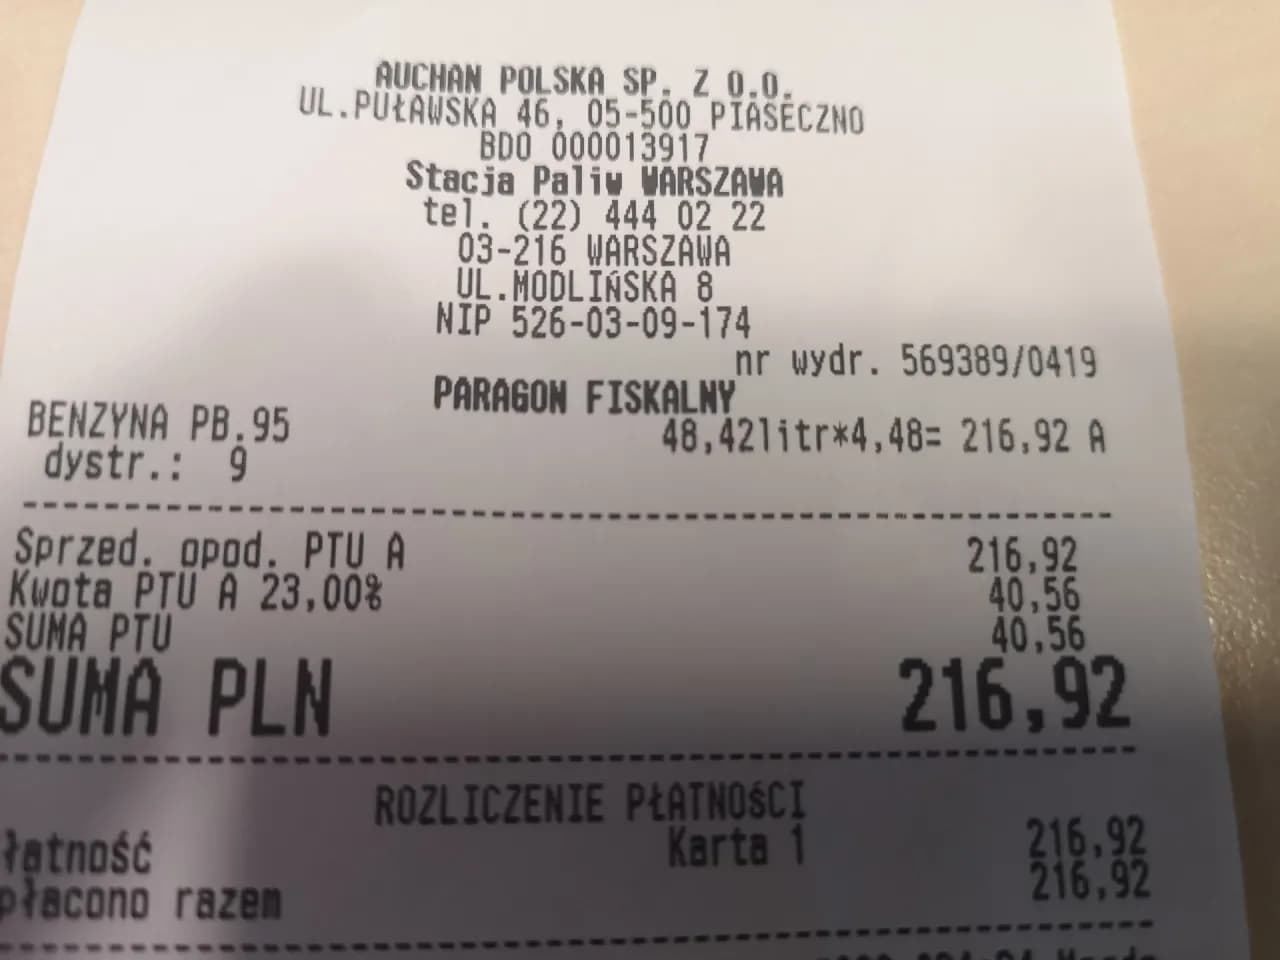 AUCHAN POLSKA SP. Z O.O.
UL.PUŁAWSKA 46, 05-500 PIASECZNO
BDO 000013917
Stacja Paliw WARSZAWA
tel. (22) 444 02 22
03-216 WARSZAWA
UL.MODLIŃSKA 8
NIP 526-03-09-174
nr wydr. 569389/0419
PARAGON FISKALNY
BENZYNA PB.95 48,42litr*4,48= 216,92 A
dystr.: 9
Sprzed. opod. PTU A 216,92
Kwota PTU A 23,00% 40,56
SUMA PTU 40,56
SUMA PLN 216,92
ROZLICZENIE PŁATNOŚCI
łatność Karta 1 216,92
płacono razem 216,92